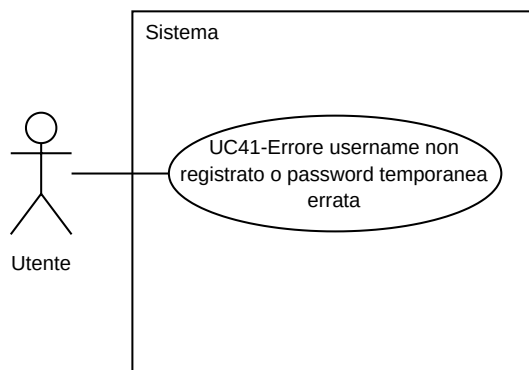 Sistema
UC41-Errore username non
registrato o password temporanea
errata
Utente